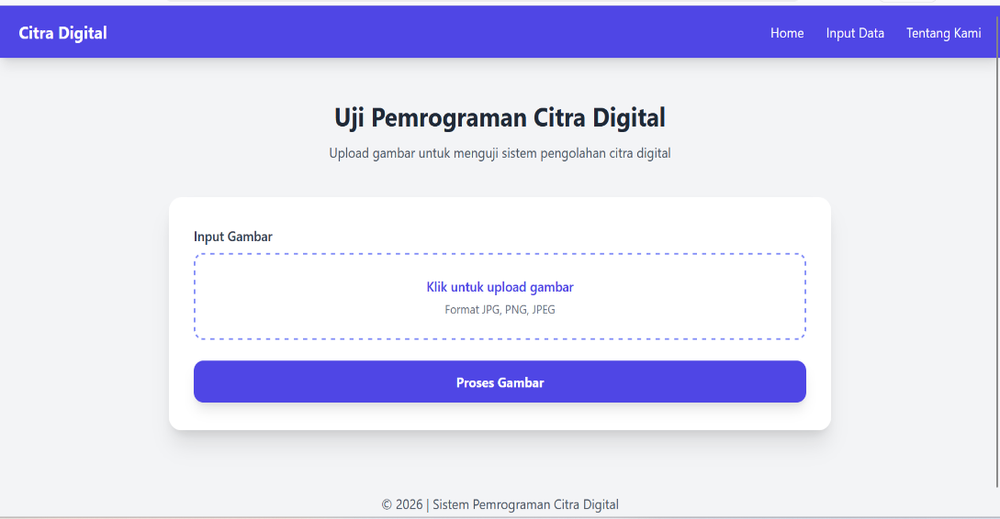 Citra Digital
Home Input Data Tentang Kami
Uji Pemrograman Citra Digital
Upload gambar untuk menguji sistem pengolahan citra digital
Input Gambar
Klik untuk upload gambar
Format JPG, PNG, JPEG
Proses Gambar
© 2026 | Sistem Pemrograman Citra Digital